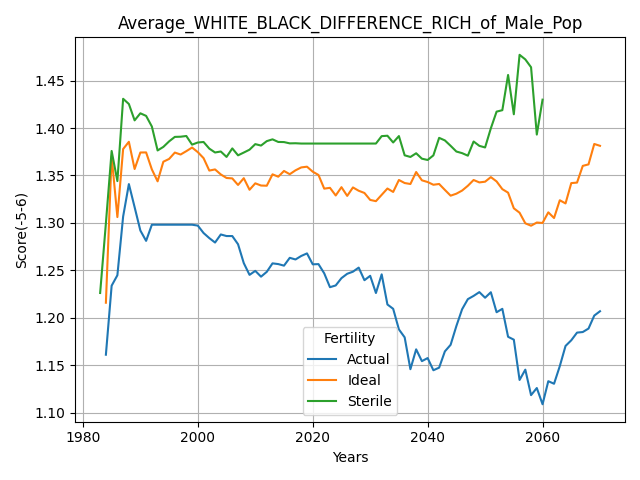 Average_WHITE_BLACK_DIFFERENCE_RICH_of_Male_Pop
Score(-5-6)
1.45
1.40
1.35
1.30
1.25
1.20
1.15
1.10
Fertility
Actual
Ideal
Sterile
1980 2000 2020 2040 2060
Years